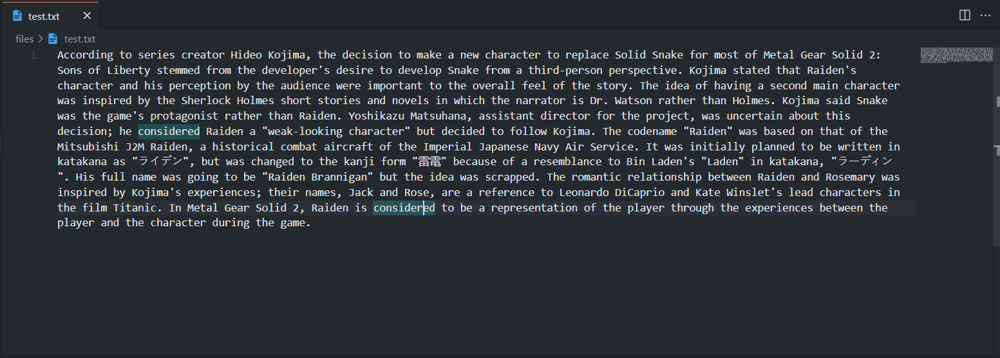 test.txt
files > test.txt
1 According to series creator Hideo Kojima, the decision to make a new character to replace Solid Snake for most of Metal Gear Solid 2:
Sons of Liberty stemmed from the developer's desire to develop Snake from a third-person perspective. Kojima stated that Raiden's
character and his perception by the audience were important to the overall feel of the story. The idea of having a second main character
was inspired by the Sherlock Holmes short stories and novels in which the narrator is Dr. Watson rather than Holmes. Kojima said Snake
was the game's protagonist rather than Raiden. Yoshikazu Matsuhana, assistant director for the project, was uncertain about this
decision; he considered Raiden a "weak-looking character" but decided to follow Kojima. The codename "Raiden" was based on that of the
Mitsubishi J2M Raiden, a historical combat aircraft of the Imperial Japanese Navy Air Service. It was initially planned to be written in
katakana as "ライデン", but was changed to the kanji form "雷電" because of a resemblance to Bin Laden's "Laden" in katakana, "ラーディン
". His full name was going to be "Raiden Brannigan" but the idea was scrapped. The romantic relationship between Raiden and Rosemary was
inspired by Kojima's experiences; their names, Jack and Rose, are a reference to Leonardo DiCaprio and Kate Winslet's lead characters in
the film Titanic. In Metal Gear Solid 2, Raiden is considered to be a representation of the player through the experiences between the
player and the character during the game.